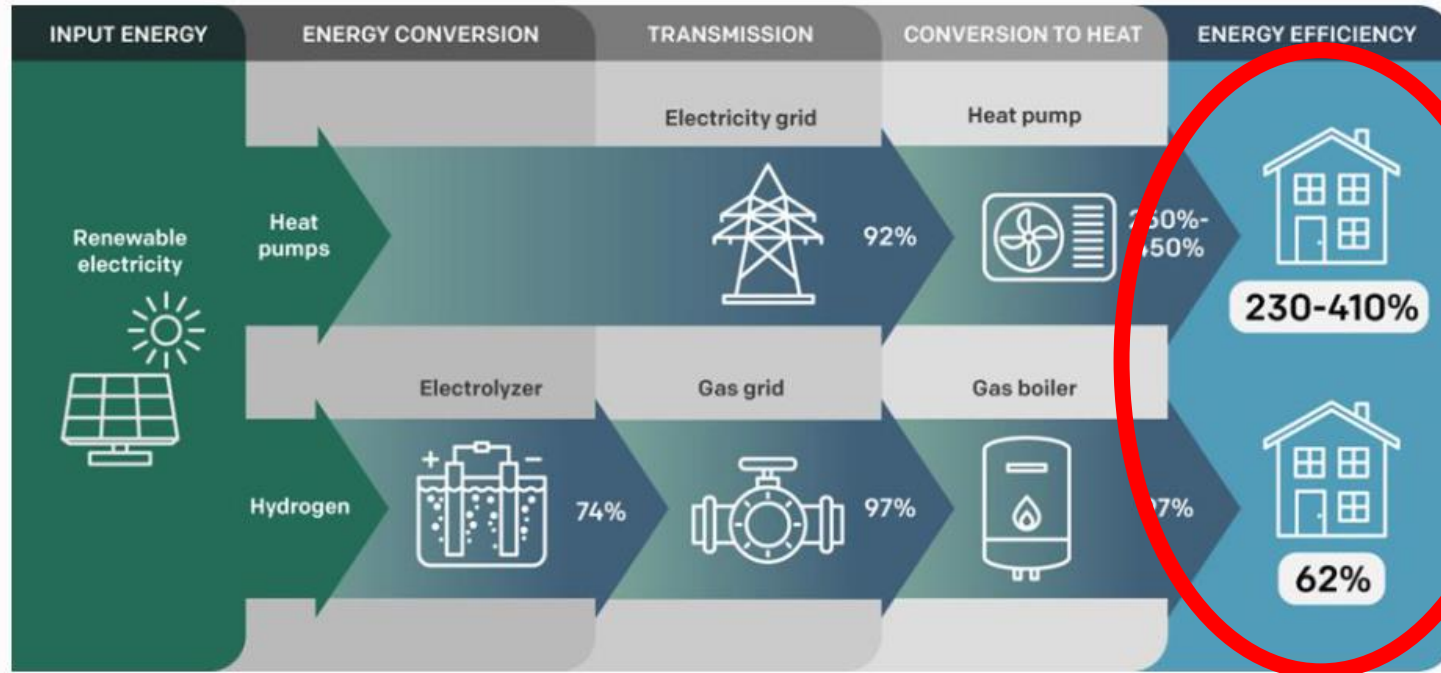 INPUT ENERGY
ENERGY CONVERSION
TRANSMISSION
CONVERSION TO HEAT
ENERGY EFFICIENCY
Electricity grid
Heat pump
Renewable
electricity
Heat
pumps
92%
450%
230-410%
Electrolyzer
Gas grid
Gas boiler
Hydrogen
+ −
74%
97%
62%